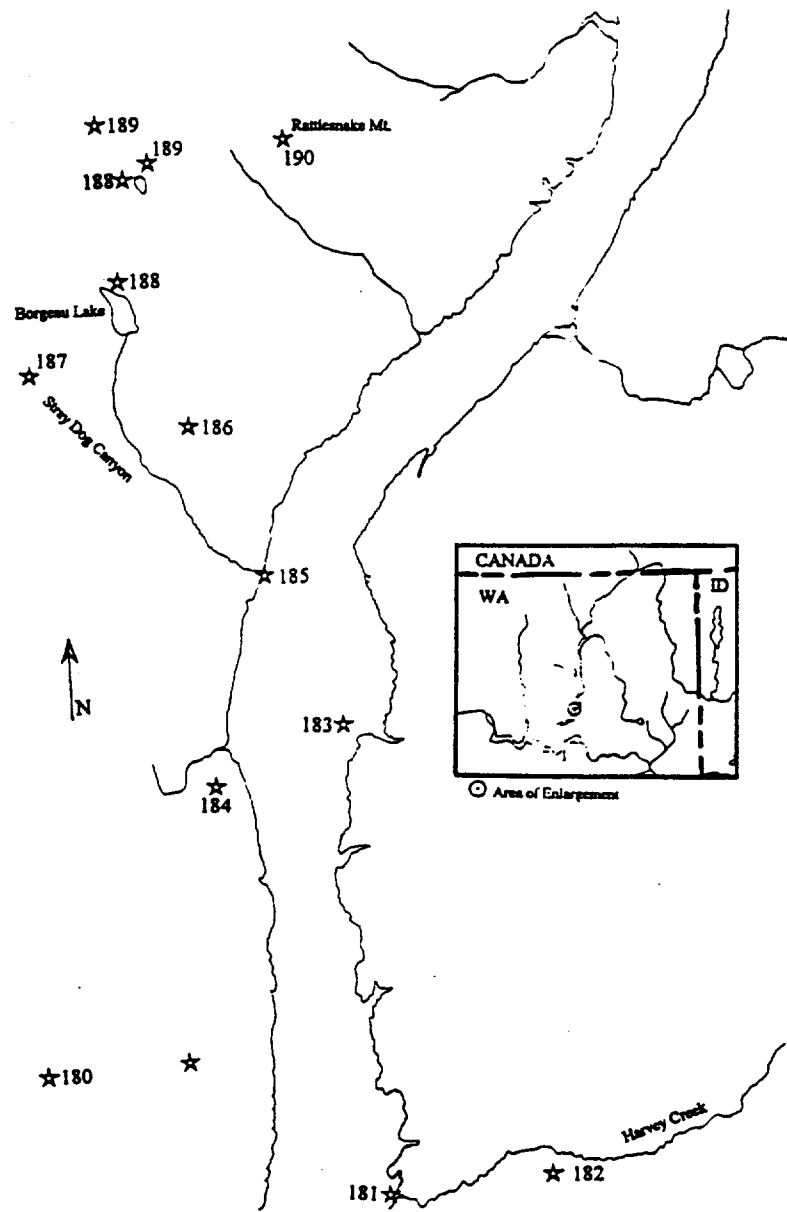 189
Rattlesnake Mt.
189
190
188
188
Borgeau Lake
187
Stray Dog Canyon
186
CANADA
ID
WA
185
N
183
Area of Enlargement
184
180
Harvey Creek
182
181